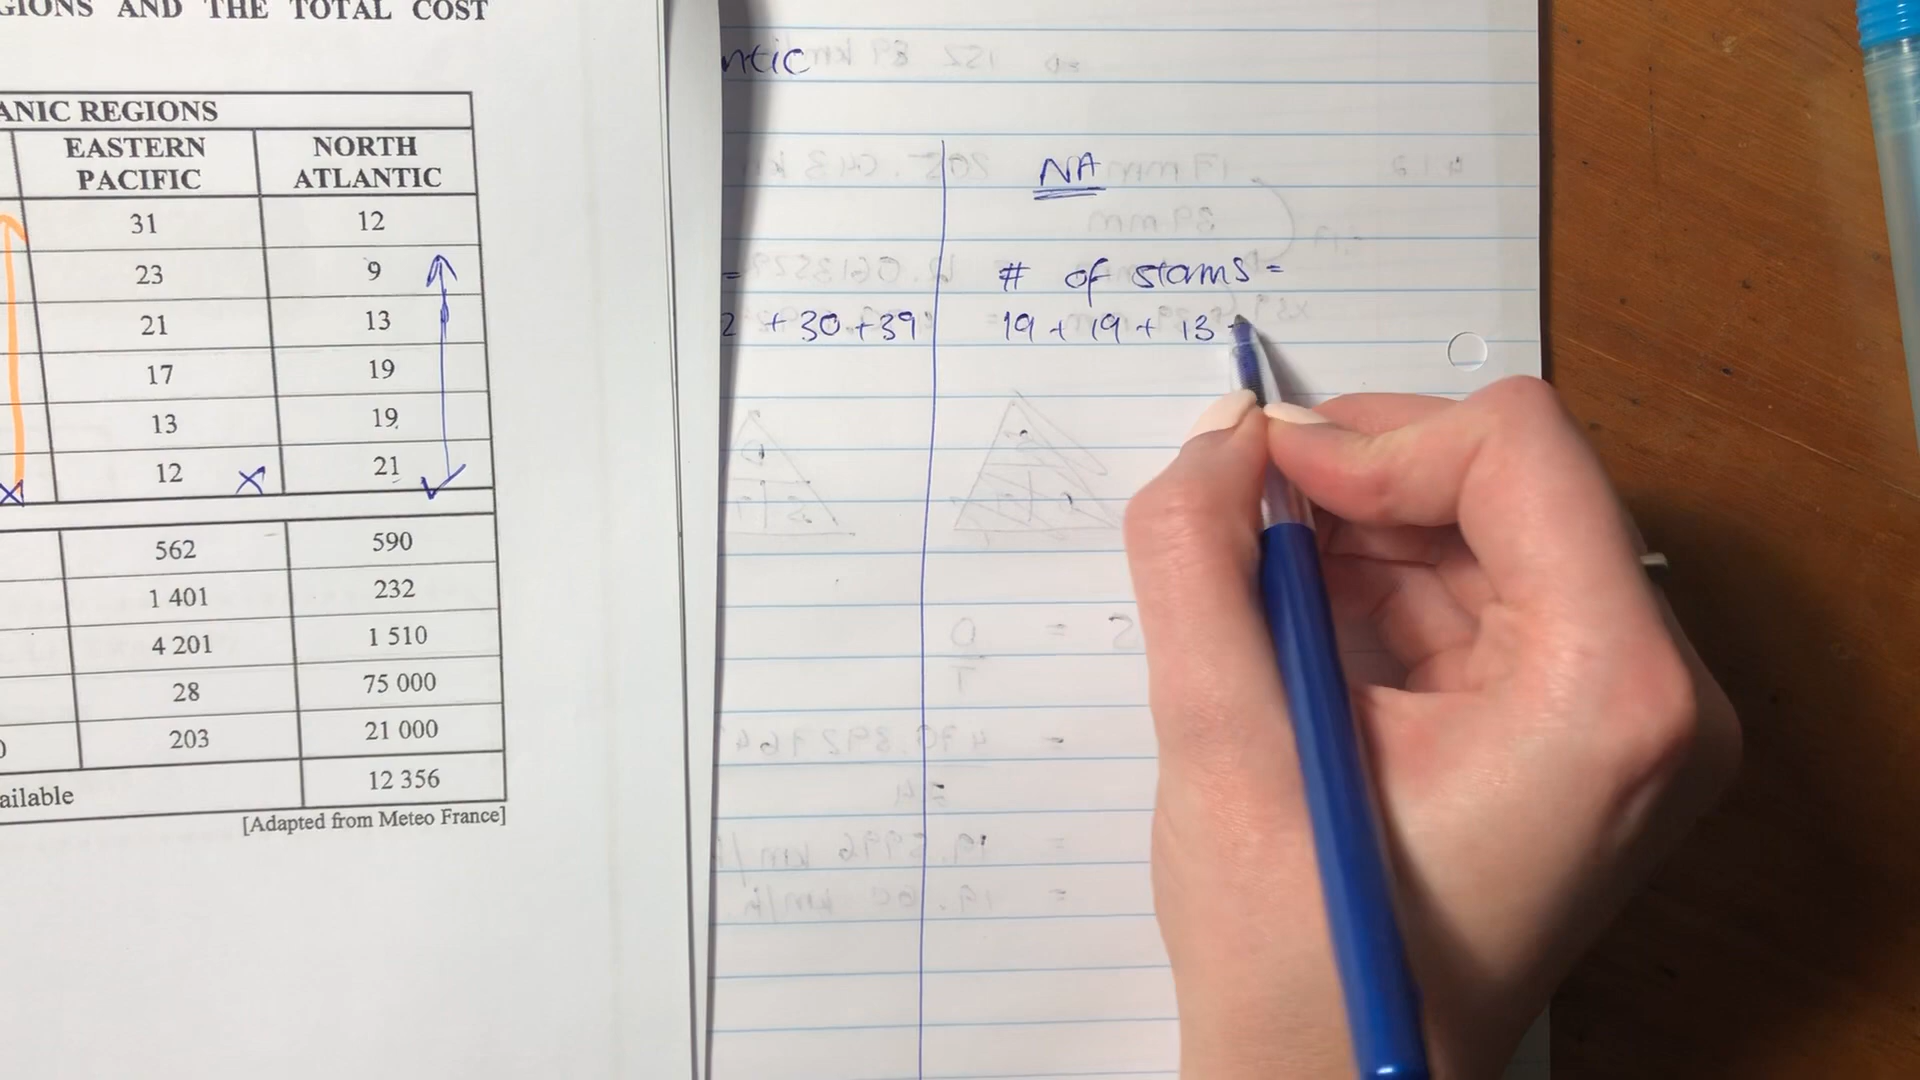 GIONS AND THE TOTAL COST
ANIC REGIONS
EASTERN PACIFIC NORTH ATLANTIC
31 12
23 9
21 13
17 19
13 19
12 x 21
562 590
1 401 232
4 201 1 510
28 75 000
203 21 000
ailable 12 356
[Adapted from Meteo France]
ntic
NA
= # of storms =
2 + 30 + 39 19 + 19 + 13 +